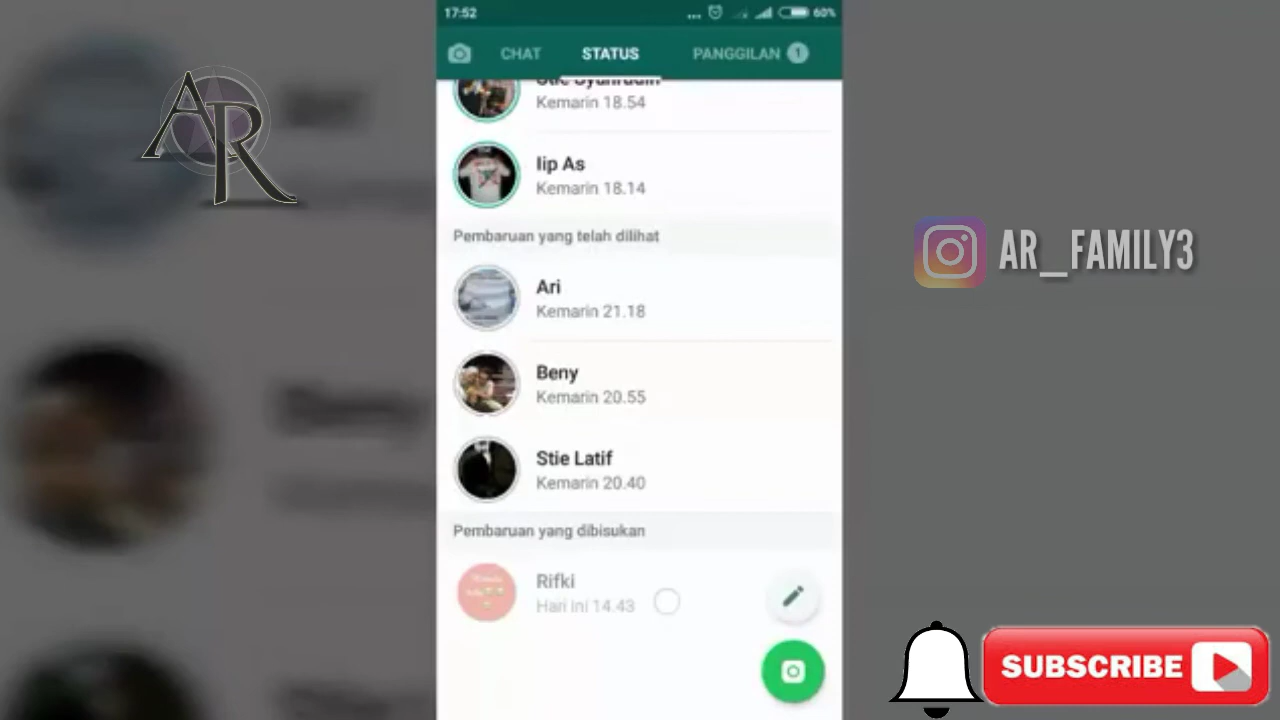 17:52
60%
CHAT
STATUS
PANGGILAN 1
Kemarin 18.54
Iip As
Kemarin 18.14
Pembaruan yang telah dilihat
Ari
Kemarin 21.18
Beny
Kemarin 20.55
Stie Latif
Kemarin 20.40
Pembaruan yang dibisukan
Rifki
Hari ini 14.43
AR
AR__FAMILY3
SUBSCRIBE